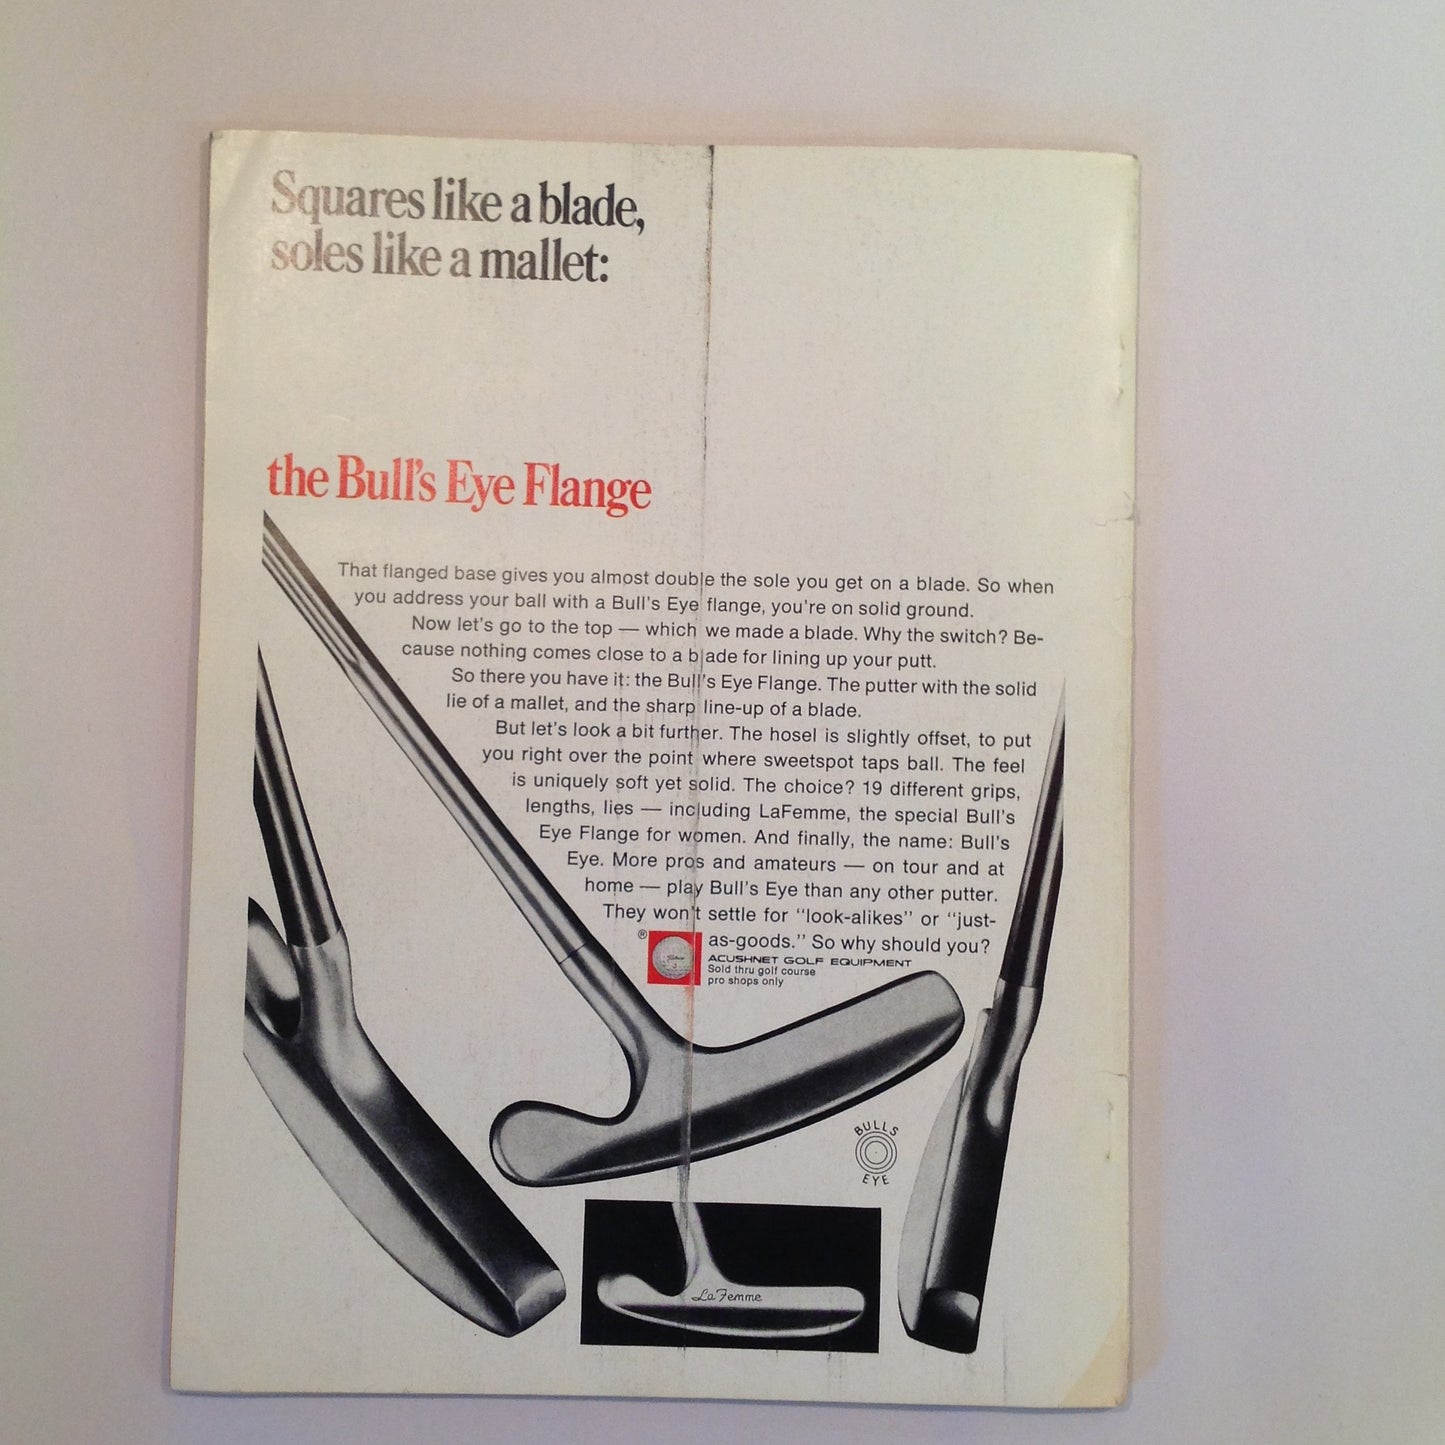 Squares like a blade,
soles like a mallet:
the Bull's Eye Flange
That flanged base gives you almost double the sole you get on a blade. So when
you address your ball with a Bull's Eye flange, you're on solid ground.
Now let's go to the top — which we made a blade. Why the switch? Be-
cause nothing comes close to a blade for lining up your putt.
So there you have it: the Bull's Eye Flange. The putter with the solid
lie of a mallet, and the sharp line-up of a blade.
But let's look a bit further. The hosel is slightly offset, to put
you right over the point where sweetspot taps ball. The feel
is uniquely soft yet solid. The choice? 19 different grips,
lengths, lies — including LaFemme, the special Bull's
Eye Flange for women. And finally, the name: Bull's
Eye. More pros and amateurs — on tour and at
home — play Bull's Eye than any other putter.
They won't settle for "look-alikes" or "just-
as-goods." So why should you?
®
Titleist
3
ACUSHNET GOLF EQUIPMENT
Sold thru golf course
pro shops only
BULLS
EYE
LaFemme